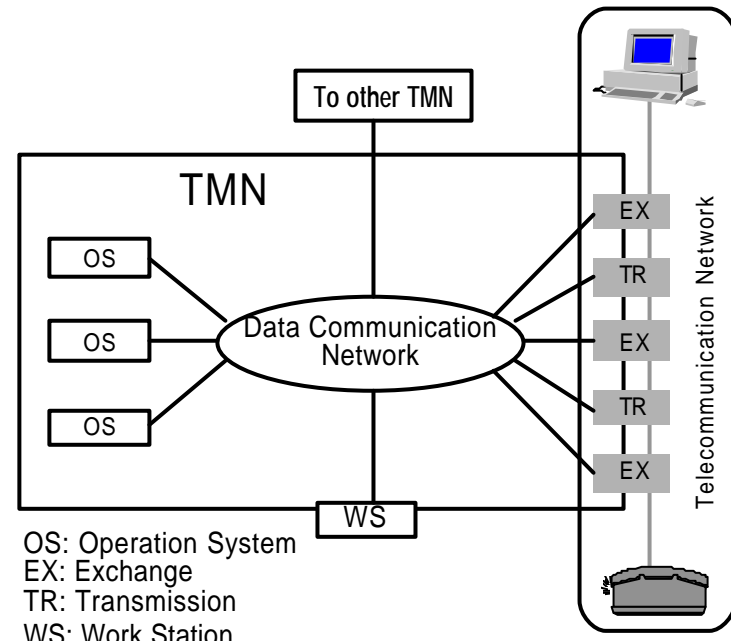 To other TMN
TMN
OS
OS
OS
Data Communication
Network
WS
EX
TR
EX
TR
EX
Telecommunication Network
OS: Operation System
EX: Exchange
TR: Transmission
WS: Work Station